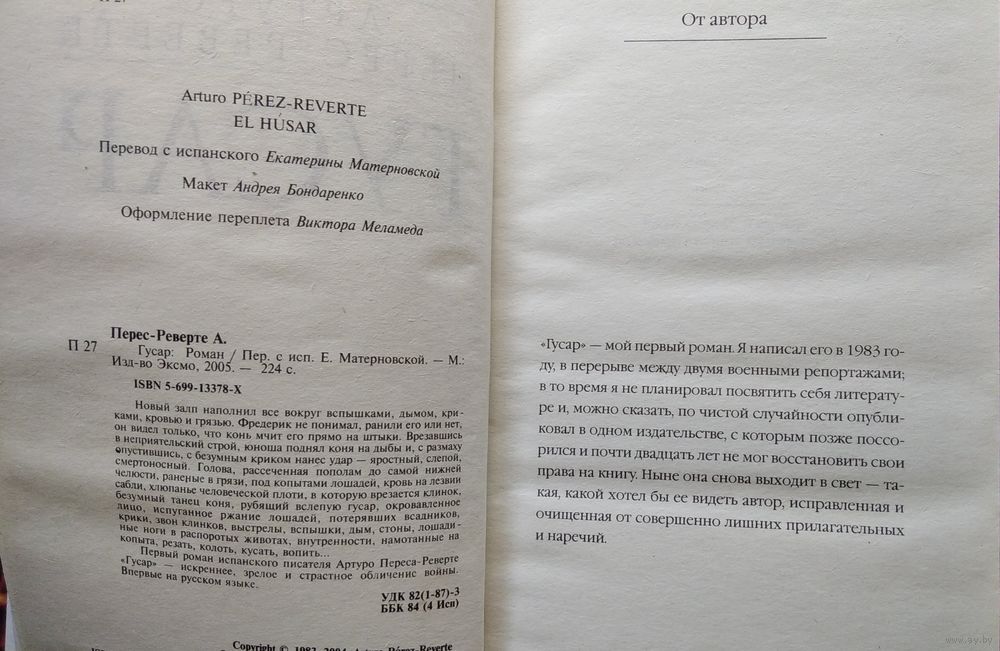 П 27
Arturo PÉREZ-REVERTE
EL HÚSAR
Перевод с испанского Екатерины Матерновской
Макет Андрея Бондаренко
Оформление переплета Виктора Меламеда
Перес-Реверте А.
П 27
Гусар: Роман / Пер. с исп. Е. Матерновской. — М.:
Изд-во Эксмо, 2005. — 224 с.
ISBN 5-699-13378-X
Новый залп наполнил все вокруг вспышками, дымом, кри-
ками, кровью и грязью. Фредерик не понимал, ранили его или нет,
он видел только, что конь мчит его прямо на штыки. Врезавшись
в неприятельский строй, юноша поднял коня на дыбы и, с размаху
опустившись, с безумным криком нанес удар — яростный, слепой,
смертоносный. Голова, рассеченная пополам до самой нижней
челюсти, раненые в грязи, под копытами лошадей, кровь на лезвии
сабли, хлюпанье человеческой плоти, в которую врезается клинок,
безумный танец коня, рубящий вслепую гусар, окровавленное
лицо, испуганное ржание лошадей, потерявших всадников,
крики, звон клинков, выстрелы, вспышки, дым, стоны, лошади-
ные ноги в распоротых животах, внутренности, намотанные на
копыта, резать, колоть, кусать, вопить...
Первый роман испанского писателя Артуро Переса-Реверте
«Гусар» — искреннее, зрелое и страстное обличение войны.
Впервые на русском языке.
УДК 82(1-87)-3
ББК 84 (4 Исп)
Copyright © 1983, 2004 Arturo Pérez-Reverte
От автора
«Гусар» — мой первый роман. Я написал его в 1983 го-
ду, в перерыве между двумя военными репортажами;
в то время я не планировал посвятить себя литерату-
ре и, можно сказать, по чистой случайности опубли-
ковал в одном издательстве, с которым позже поссо-
рился и почти двадцать лет не мог восстановить свои
права на книгу. Ныне она снова выходит в свет — та-
кая, какой хотел бы ее видеть автор, исправленная и
очищенная от совершенно лишних прилагательных
и наречий.
www.ay.by